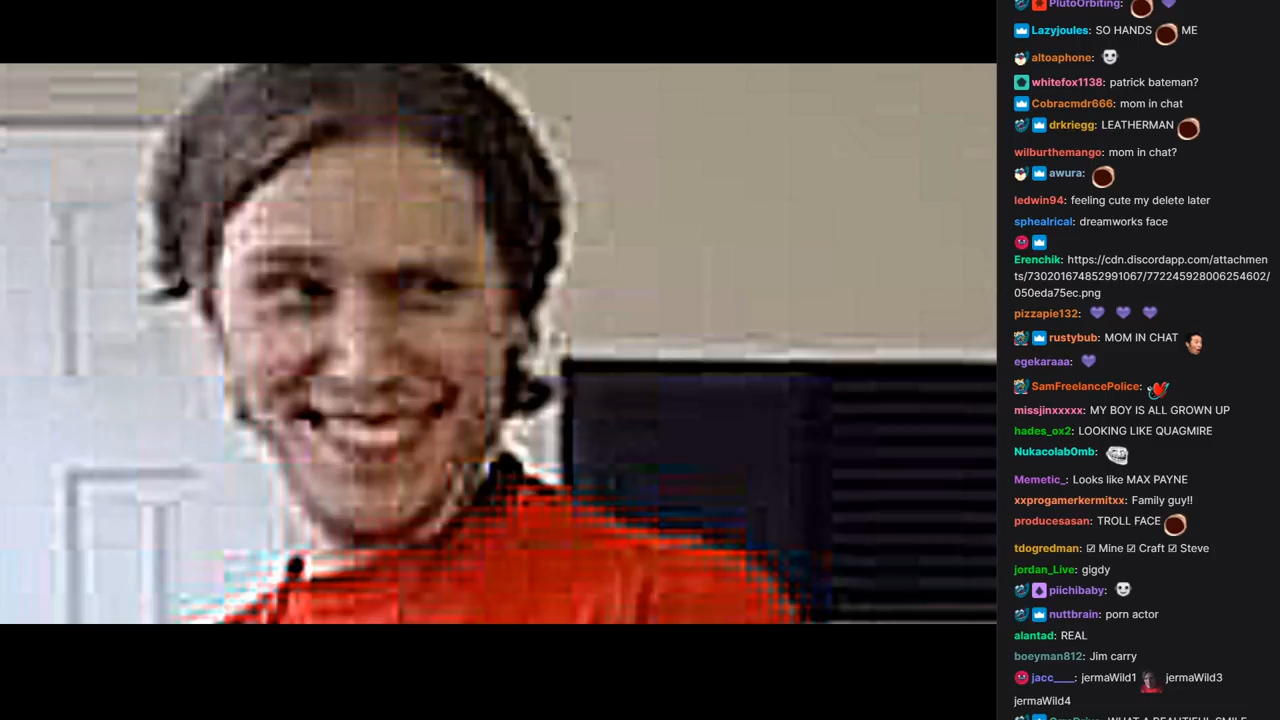 PlutoOrbiting:
Lazyjoules: SO HANDS ME
altoaphone:
whitefox1138: patrick bateman?
Cobracmdr666: mom in chat
drkriegg: LEATHERMAN
wilburthemango: mom in chat?
awura:
ledwin94: feeling cute my delete later
sphealrical: dreamworks face
Erenchik: https://cdn.discordapp.com/attachmen
ts/730201674852991067/772245928006254602/
050eda75ec.png
pizzapie132:
rustybub: MOM IN CHAT
egekaraaa:
SamFreelancePolice:
missjinxxxxx: MY BOY IS ALL GROWN UP
hades_ox2: LOOKING LIKE QUAGMIRE
Nukacolab0mb:
Memetic_: Looks like MAX PAYNE
xxprogamerkermitxx: Family guy!!
producesasan: TROLL FACE
tdogredman: ☑ Mine ☑ Craft ☑ Steve
jordan_Live: gigdy
piichibaby:
nuttbrain: porn actor
alantad: REAL
boeyman812: Jim carry
jacc____: jermaWild1 jermaWild3
jermaWild4
WHAT A BEAUTIFUL SMILE